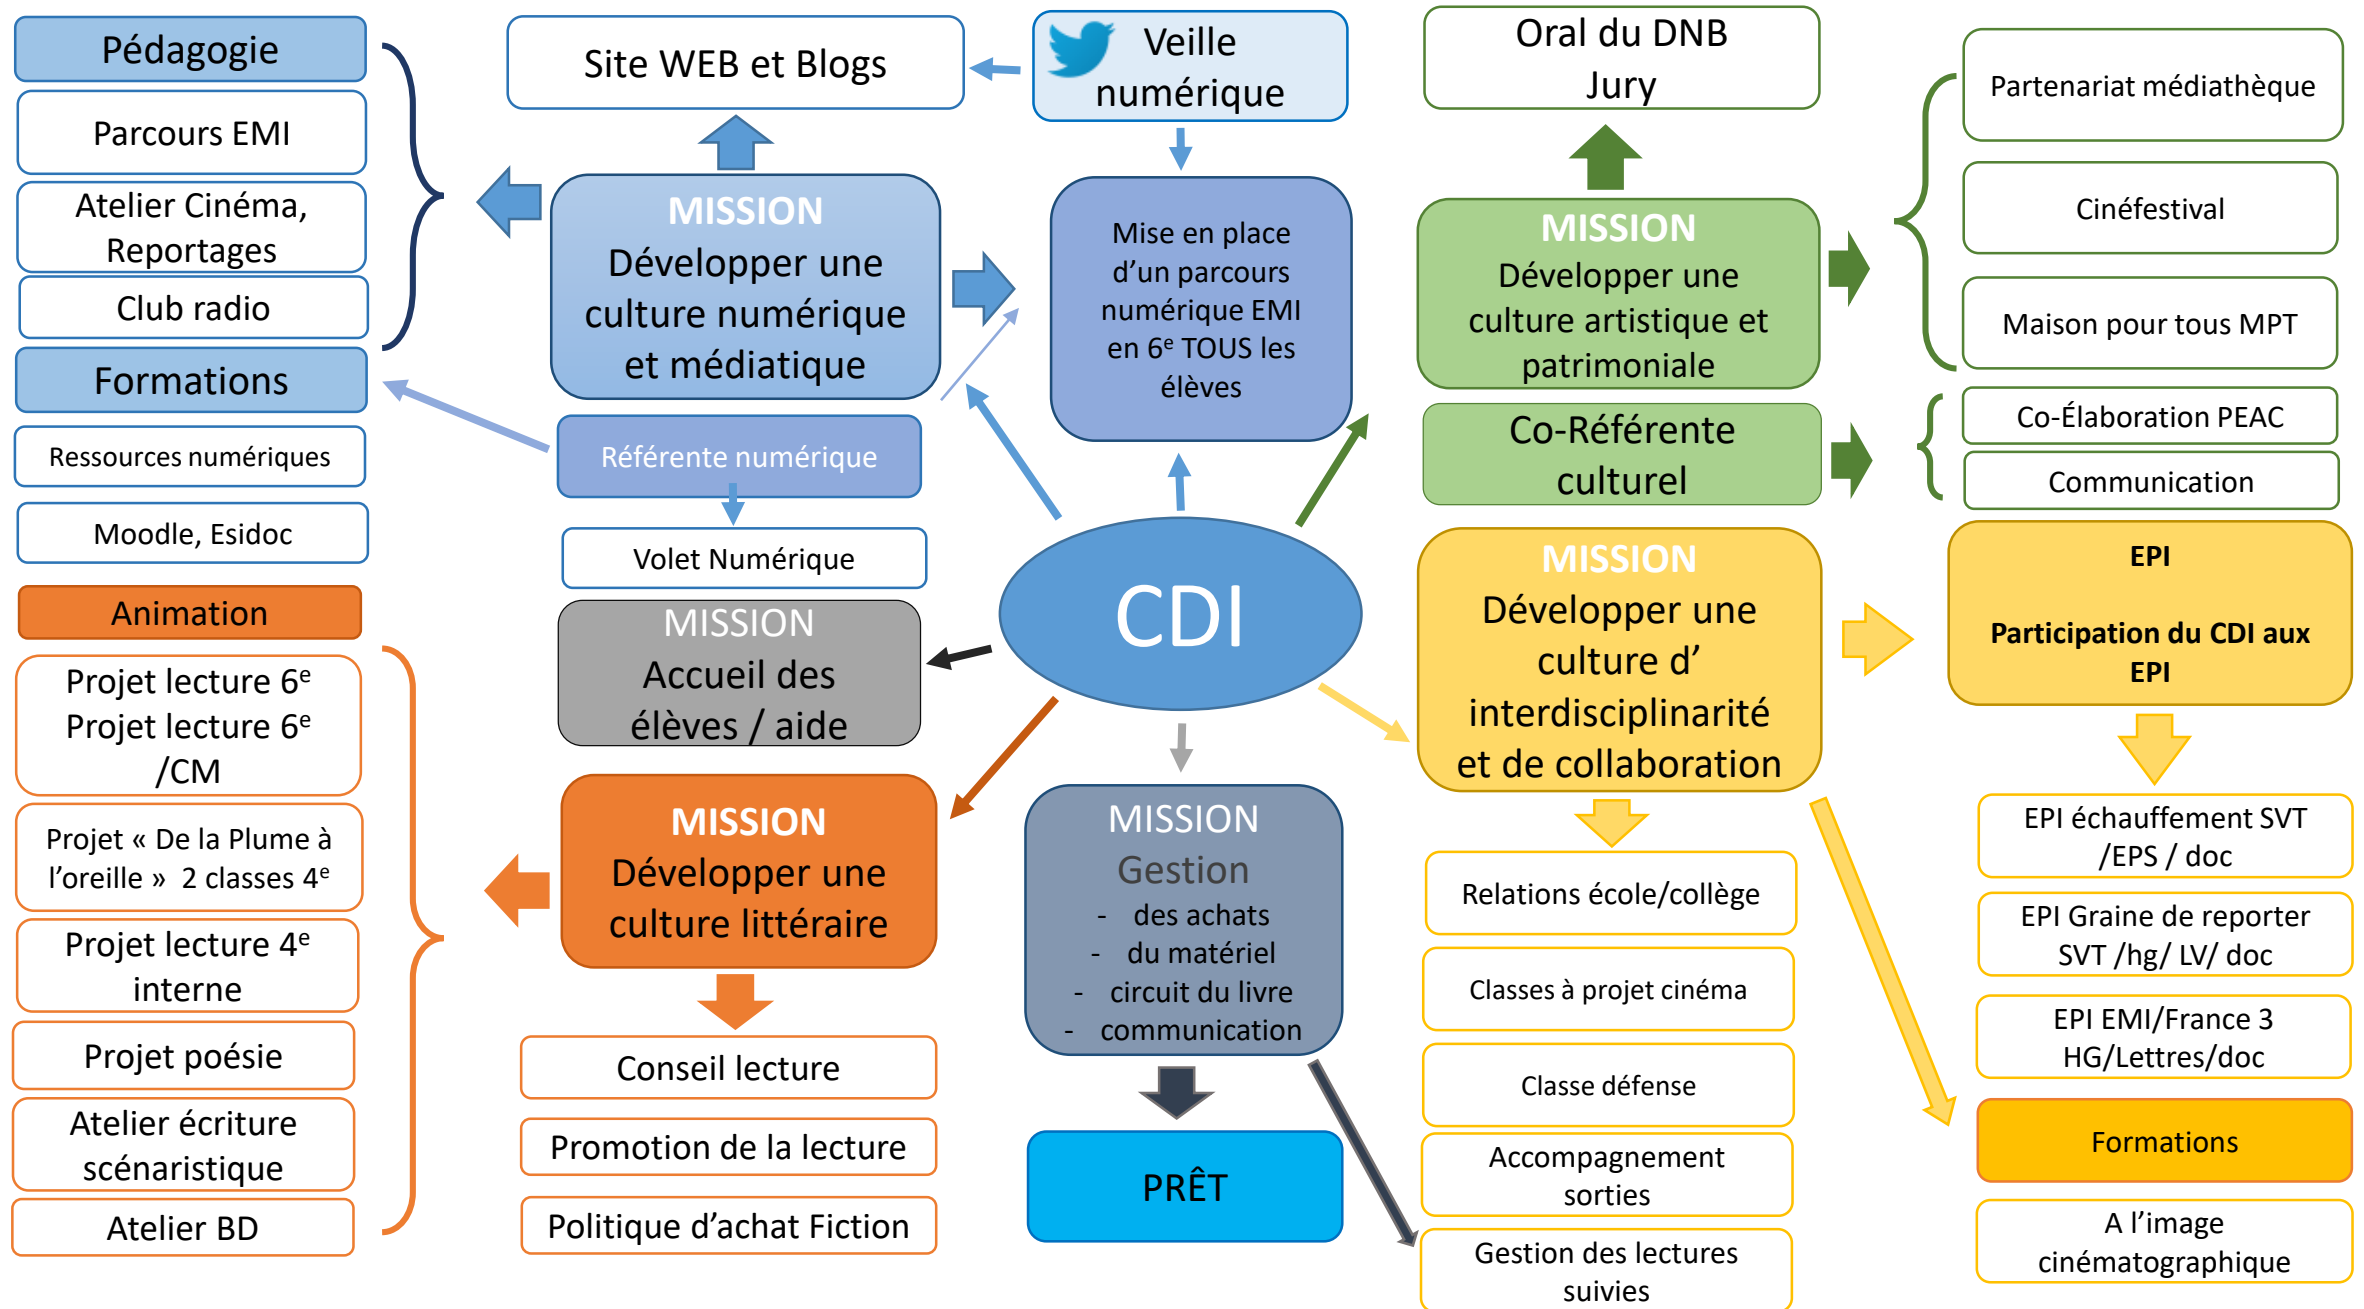 Pédagogie
Parcours EMI
Atelier Cinéma,
Reportages
Club radio
Formations
Ressources numériques
Moodle, Esidoc
Animation
Projet lecture 6e
Projet lecture 6e
/CM
Projet « De la Plume à
l’oreille »  2 classes 4e
Projet lecture 4e
interne
Projet poésie
Atelier écriture
scénaristique
Atelier BD
Site WEB et Blogs
MISSION
Développer une
culture numérique
et médiatique
Référente numérique
Volet Numérique
MISSION
Accueil des
élèves / aide
MISSION
Développer une
culture littéraire
Conseil lecture
Promotion de la lecture
Politique d’achat Fiction
Veille
numérique
Mise en place
d’un parcours
numérique EMI
en 6e TOUS les
élèves
CDI
MISSION
Gestion
- des achats
- du matériel
- circuit du livre
- communication
PRÊT
Oral du DNB
Jury
MISSION
Développer une
culture artistique et
patrimoniale
Co-Référente
culturel
MISSION
Développer une
culture d’
interdisciplinarité
et de collaboration
Relations école/collège
Classes à projet cinéma
Classe défense
Accompagnement
sorties
Gestion des lectures
suivies
Partenariat médiathèque
Cinéfestival
Maison pour tous MPT
Co-Élaboration PEAC
Communication
EPI
Participation du CDI aux
EPI
EPI échauffement SVT
/EPS / doc
EPI Graine de reporter
SVT /hg/ LV/ doc
EPI EMI/France 3
HG/Lettres/doc
Formations
A l’image
cinématographique